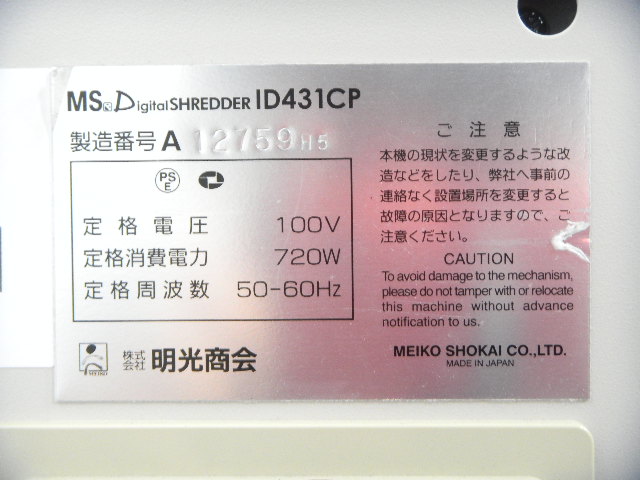 MS DigitalSHREDDER ID431CP
製造番号 A 12759H5
PS
E
定格電圧 100V
定格消費電力 720W
定格周波数 50-60Hz
MEIKO
株式会社 明光商会
ご注意
本機の現状を変更するような改
造などをしたり、弊社へ事前の
連絡なく設置場所を変更すると
故障の原因となりますので、ご
注意ください。
CAUTION
To avoid damage to the mechanism,
please do not tamper with or relocate
this machine without advance
notification to us.
MEIKO SHOKAI CO.,LTD.
MADE IN JAPAN